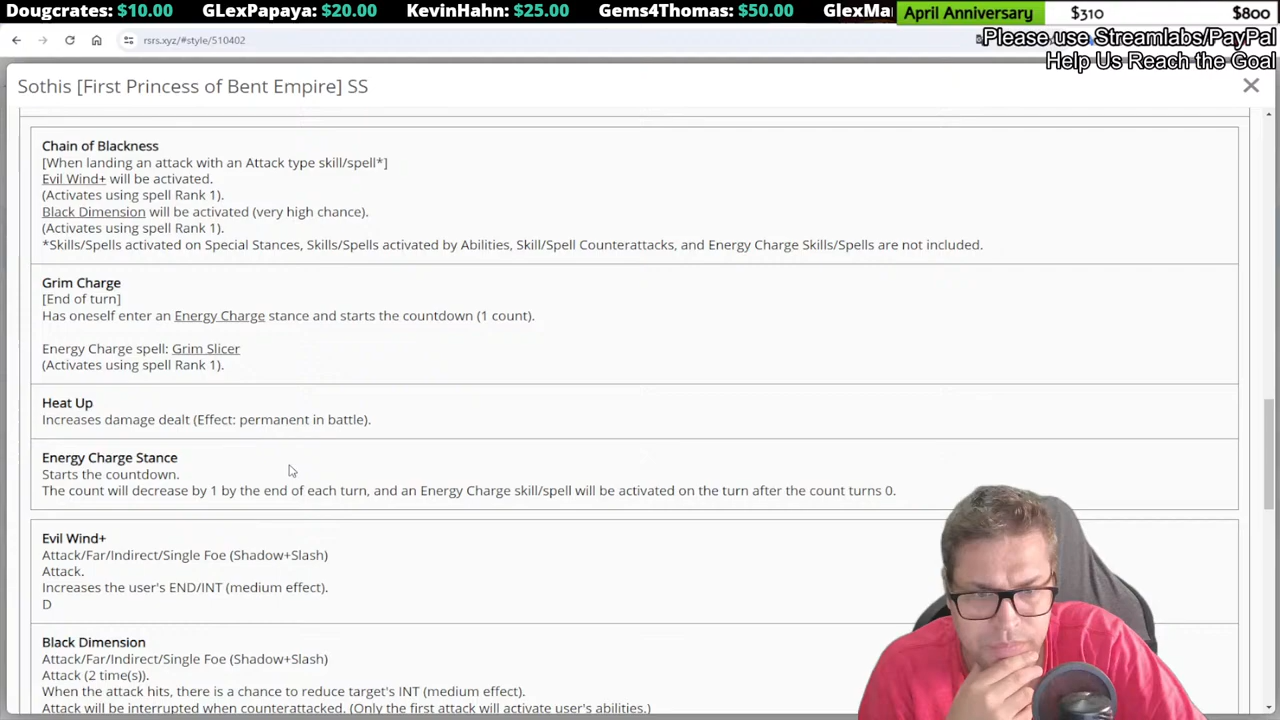 Dougcrates: $10.00 GLexPapaya: $20.00 KevinHahn: $25.00 Gems4Thomas: $50.00 GlexMa
April Anniversary $310 $800
rsrs.xyz/#style/510402
Please use Streamlabs/PayPal
Help Us Reach the Goal
Sothis [First Princess of Bent Empire] SS
Chain of Blackness
[When landing an attack with an Attack type skill/spell*]
Evil Wind+ will be activated.
(Activates using spell Rank 1).
Black Dimension will be activated (very high chance).
(Activates using spell Rank 1).
*Skills/Spells activated on Special Stances, Skills/Spells activated by Abilities, Skill/Spell Counterattacks, and Energy Charge Skills/Spells are not included.
Grim Charge
[End of turn]
Has oneself enter an Energy Charge stance and starts the countdown (1 count).
Energy Charge spell: Grim Slicer
(Activates using spell Rank 1).
Heat Up
Increases damage dealt (Effect: permanent in battle).
Energy Charge Stance
Starts the countdown.
The count will decrease by 1 by the end of each turn, and an Energy Charge skill/spell will be activated on the turn after the count turns 0.
Evil Wind+
Attack/Far/Indirect/Single Foe (Shadow+Slash)
Attack.
Increases the user's END/INT (medium effect).
D
Black Dimension
Attack/Far/Indirect/Single Foe (Shadow+Slash)
Attack (2 time(s)).
When the attack hits, there is a chance to reduce target's INT (medium effect).
Attack will be interrupted when counterattacked. (Only the first attack will activate user's abilities.)